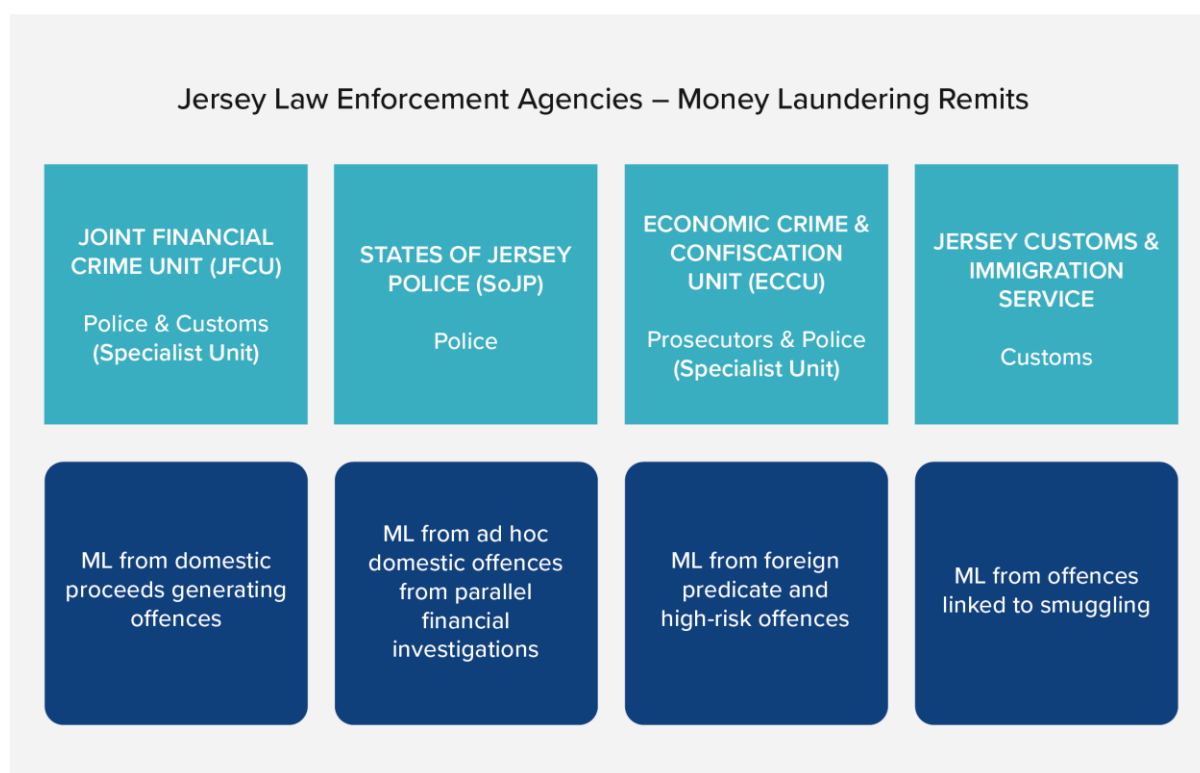 Jersey Law Enforcement Agencies – Money Laundering Remits
JOINT FINANCIAL
CRIME UNIT (JFCU)
Police & Customs
(Specialist Unit)
STATES OF JERSEY
POLICE (SoJP)
Police
ECONOMIC CRIME &
CONFISCATION
UNIT (ECCU)
Prosecutors & Police
(Specialist Unit)
JERSEY CUSTOMS &
IMMIGRATION
SERVICE
Customs
ML from domestic
proceeds generating
offences
ML from ad hoc
domestic offences
from parallel
financial
investigations
ML from foreign
predicate and
high-risk offences
ML from offences
linked to smuggling